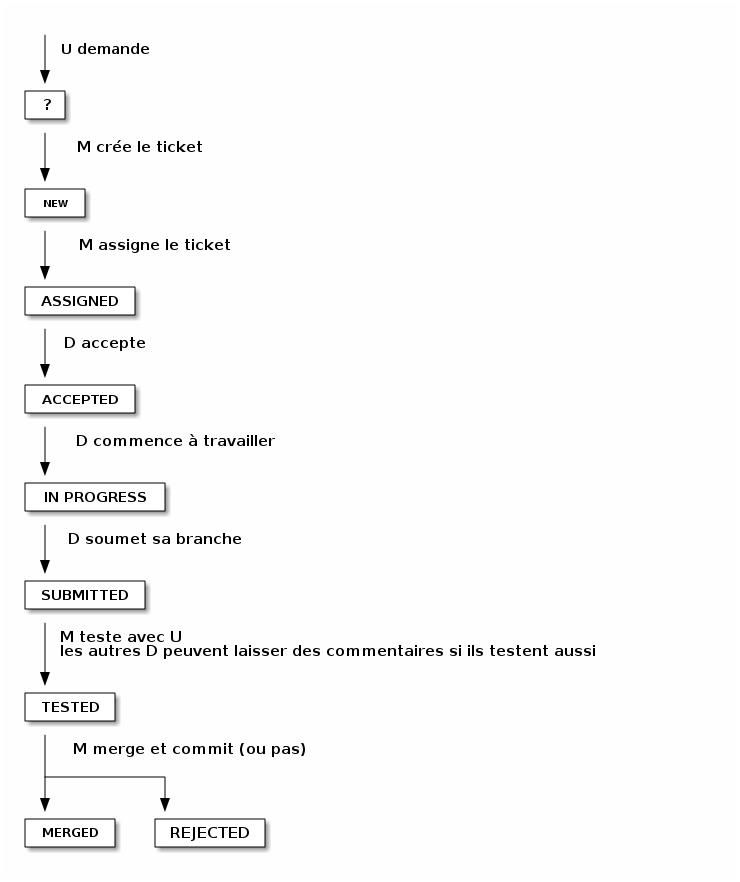 U demande
?
M crée le ticket
NEW
M assigne le ticket
ASSIGNED
D accepte
ACCEPTED
D commence à travailler
IN PROGRESS
D soumet sa branche
SUBMITTED
M teste avec U
les autres D peuvent laisser des commentaires si ils testent aussi
TESTED
M merge et commit (ou pas)
MERGED
REJECTED